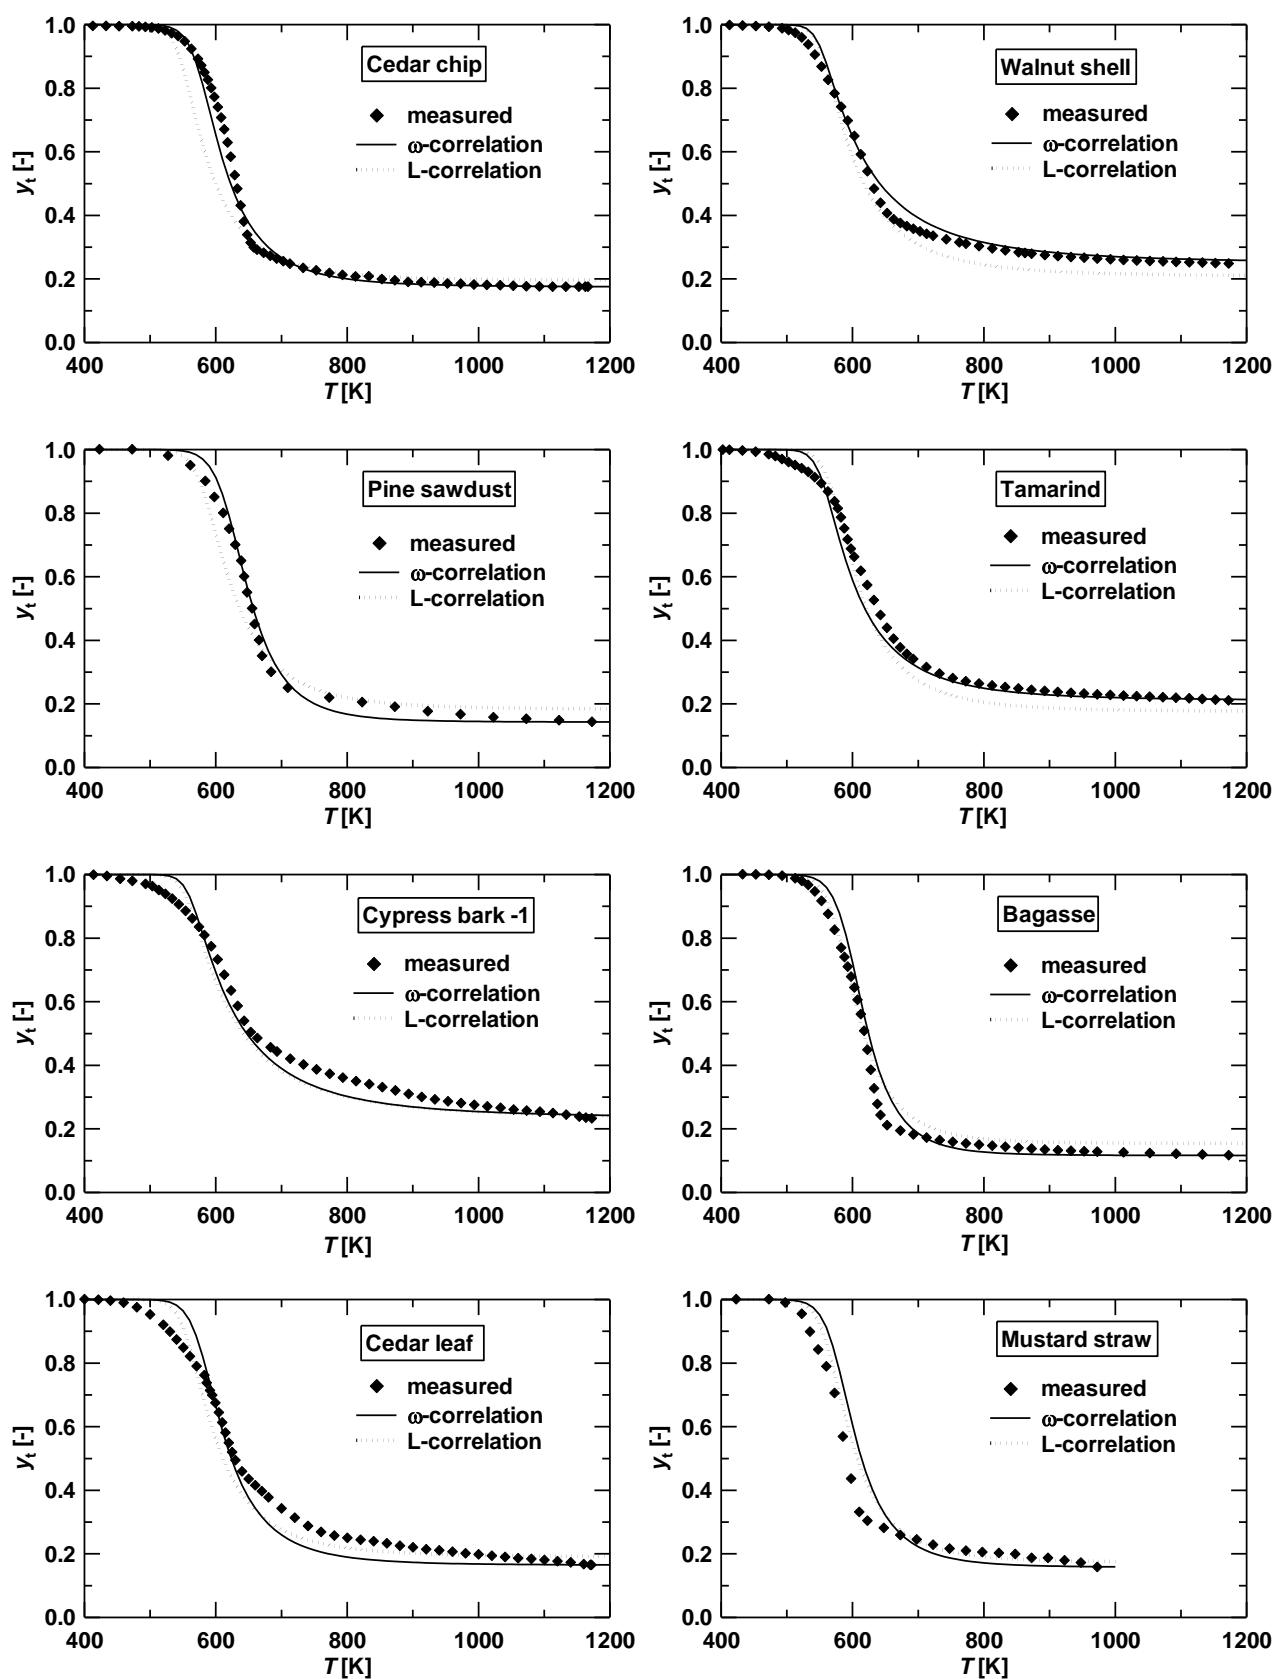 1.0
0.8
0.6
0.4
0.2
0.0
yt [-]
Cedar chip
measured
ω-correlation
L-correlation
400 600 800 1000 1200
T [K]
1.0
0.8
0.6
0.4
0.2
0.0
yt [-]
Walnut shell
measured
ω-correlation
L-correlation
400 600 800 1000 1200
T [K]
1.0
0.8
0.6
0.4
0.2
0.0
yt [-]
Pine sawdust
measured
ω-correlation
L-correlation
400 600 800 1000 1200
T [K]
1.0
0.8
0.6
0.4
0.2
0.0
yt [-]
Tamarind
measured
ω-correlation
L-correlation
400 600 800 1000 1200
T [K]
1.0
0.8
0.6
0.4
0.2
0.0
yt [-]
Cypress bark -1
measured
ω-correlation
L-correlation
400 600 800 1000 1200
T [K]
1.0
0.8
0.6
0.4
0.2
0.0
yt [-]
Bagasse
measured
ω-correlation
L-correlation
400 600 800 1000 1200
T [K]
1.0
0.8
0.6
0.4
0.2
0.0
yt [-]
Cedar leaf
measured
ω-correlation
L-correlation
400 600 800 1000 1200
T [K]
1.0
0.8
0.6
0.4
0.2
0.0
yt [-]
Mustard straw
measured
ω-correlation
L-correlation
400 600 800 1000 1200
T [K]